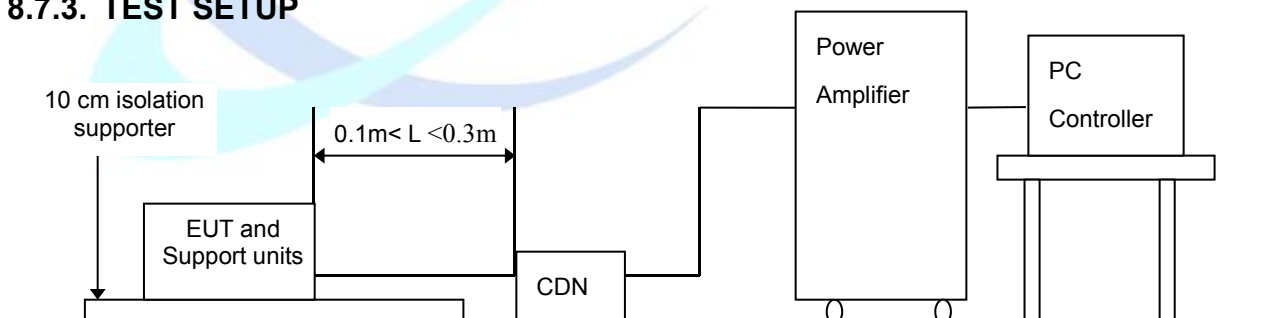 8.7.3. TEST SETUP
10 cm isolation
supporter
0.1m< L <0.3m
EUT and
Support units
CDN
Power
Amplifier
PC
Controller